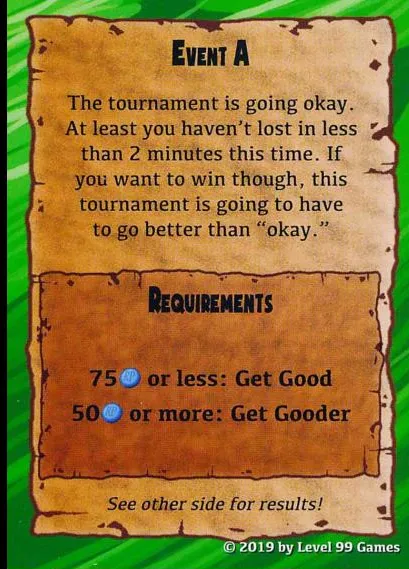 EVENT A
The tournament is going okay.
At least you haven't lost in less
than 2 minutes this time. If
you want to win though, this
tournament is going to have
to go better than “okay.”
REQUIREMENTS
75 or less: Get Good
50 or more: Get Gooder
See other side for results!
© 2019 by Level 99 Games